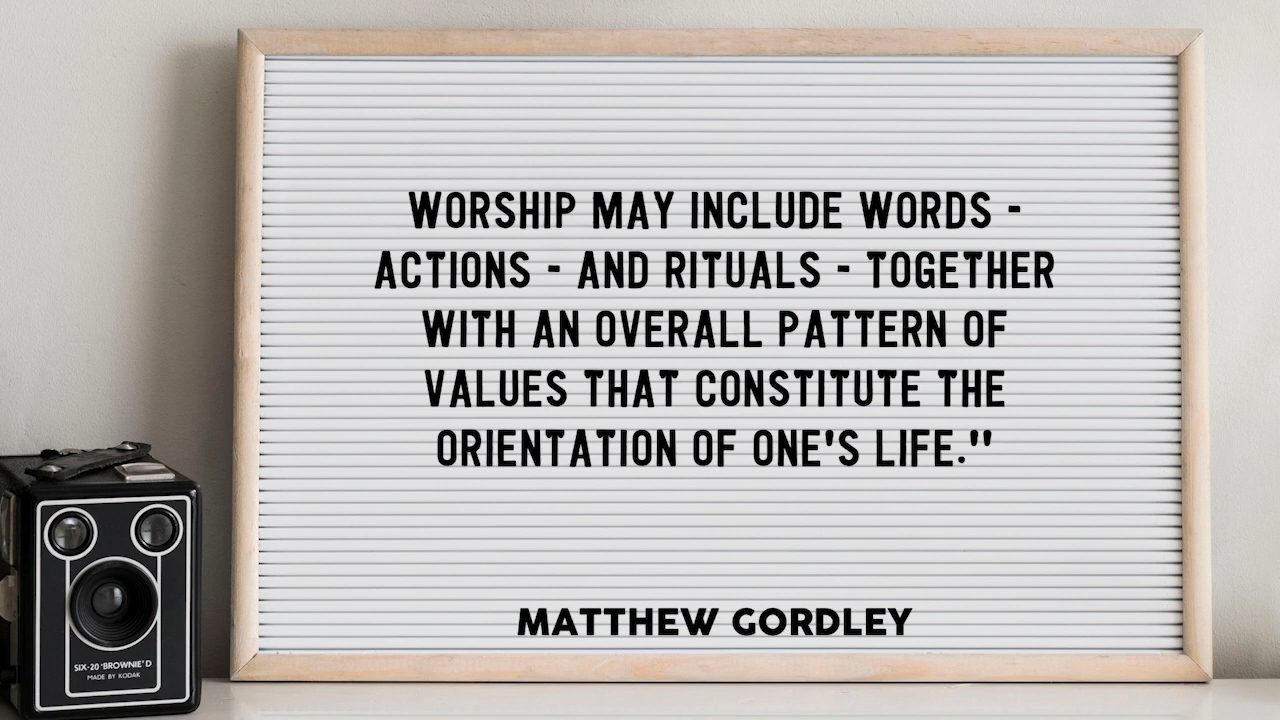 WORSHIP MAY INCLUDE WORDS -
ACTIONS - AND RITUALS - TOGETHER
WITH AN OVERALL PATTERN OF
VALUES THAT CONSTITUTE THE
ORIENTATION OF ONE'S LIFE."
MATTHEW GORDLEY
SIX-20 'BROWNIE' D
MADE BY KODAK